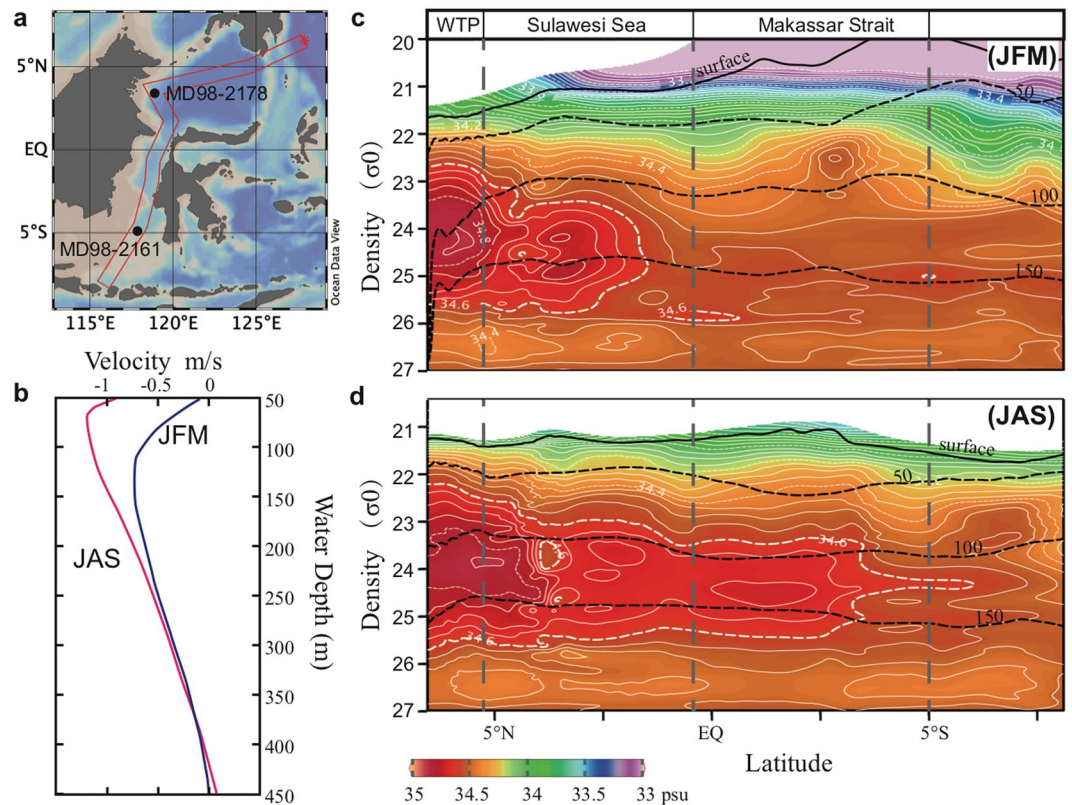 a
5°N
EQ
5°S
115°E
120°E
125°E
MD98-2178
MD98-2161
Ocean Data View
b
Velocity m/s
-1
-0.5
0
JFM
JAS
50
100
150
200
250
300
350
400
450
Water Depth (m)
c
WTP
Sulawesi Sea
Makassar Strait
(JFM)
20
21
22
23
24
25
26
27
Density (σ0)
surface
50
100
150
33.4
34
34.4
34.8
34.6
34.6
34.4
d
(JAS)
21
22
23
24
25
26
27
Density (σ0)
surface
50
100
150
34.4
34.6
34.6
5°N
EQ
5°S
Latitude
35
34.5
34
33.5
33 psu